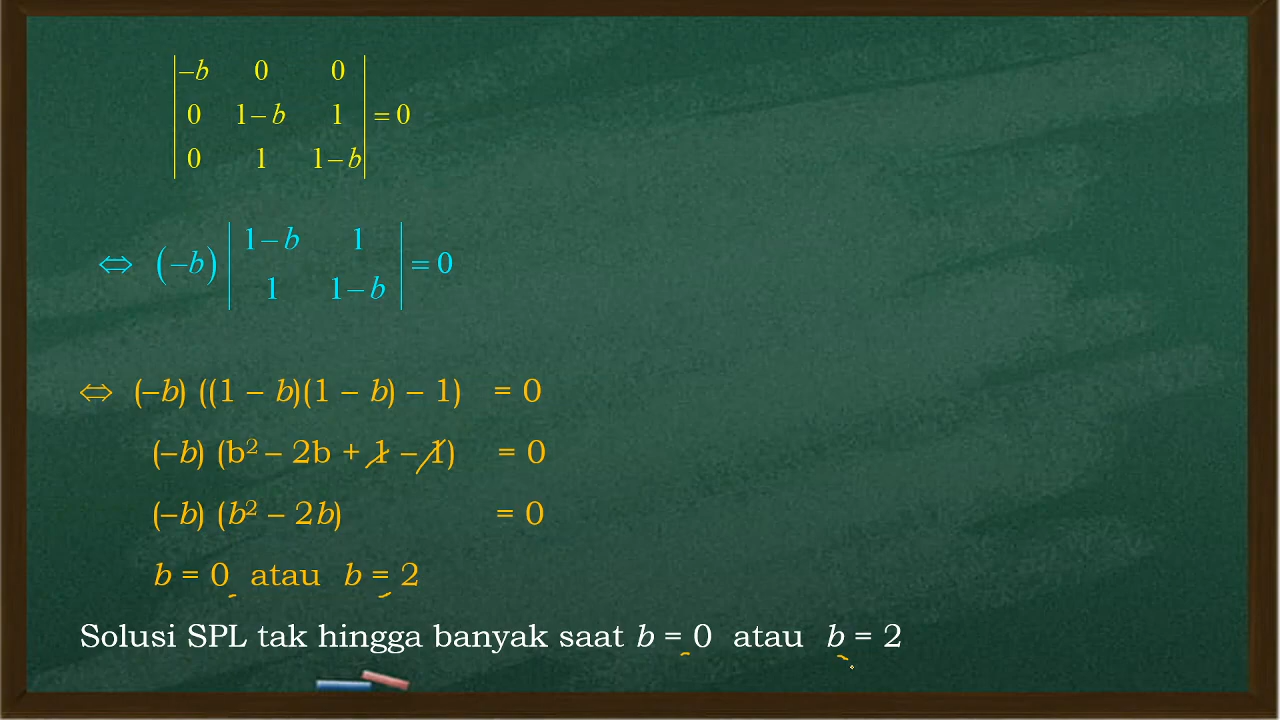 |−b 0 0|
|0 1−b 1| = 0
|0 1 1−b|
⇔ (−b) |1−b 1| = 0
|1 1−b|
⇔ (−b) ((1 − b)(1 − b) − 1) = 0
(−b) (b² − 2b + 1 − 1) = 0
(−b) (b² − 2b) = 0
b = 0 atau b = 2
Solusi SPL tak hingga banyak saat b = 0 atau b = 2